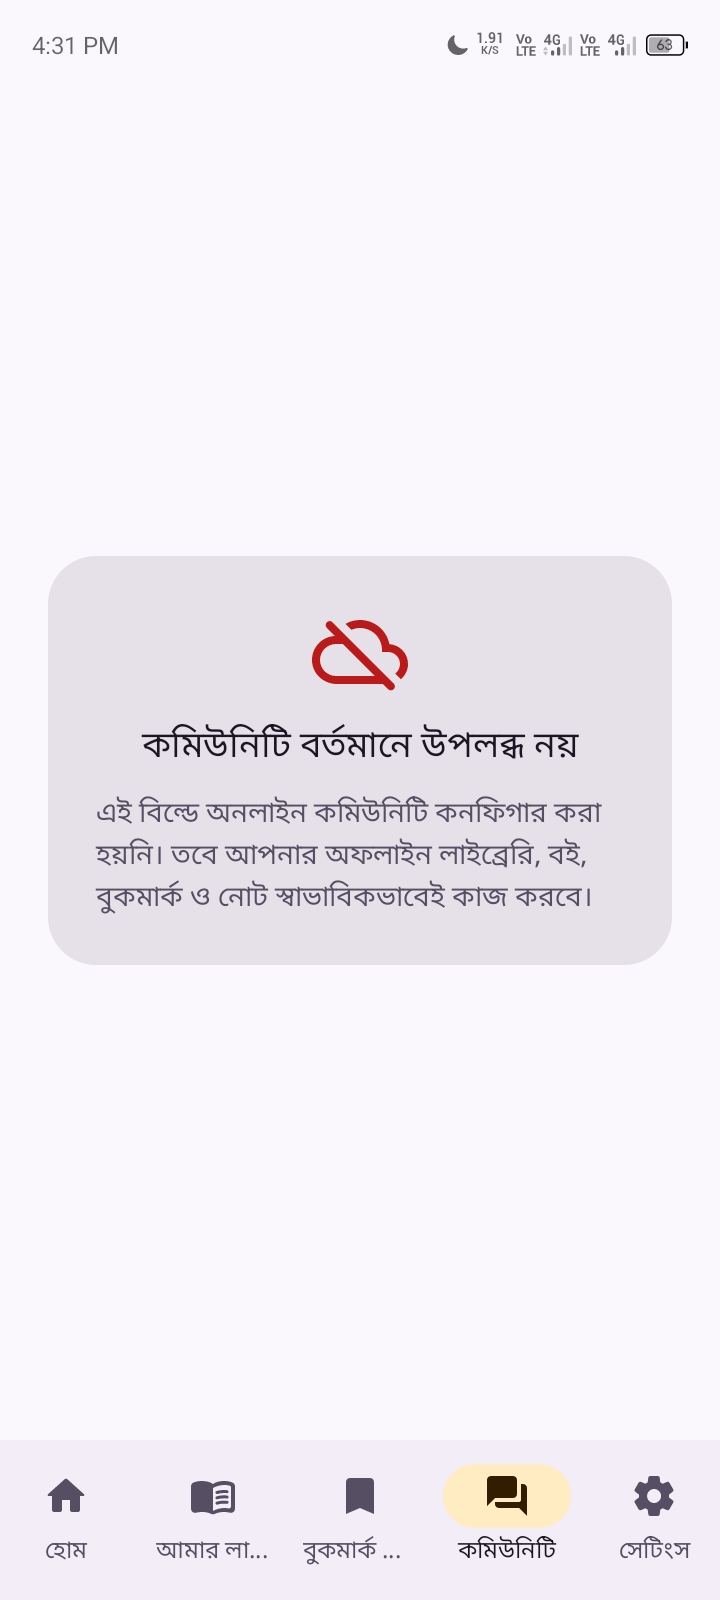 4:31 PM
1.91
K/S
Vo
LTE
4G
Vo
LTE
4G
63
কমিউনিটি বর্তমানে উপলব্ধ নয়
এই বিল্ডে অনলাইন কমিউনিটি কনফিগার করা
হয়নি। তবে আপনার অফলাইন লাইব্রেরি, বই,
বুকমার্ক ও নোট স্বাভাবিকভাবেই কাজ করবে।
হোম
আমার লা...
বুকমার্ক ...
কমিউনিটি
সেটিংস